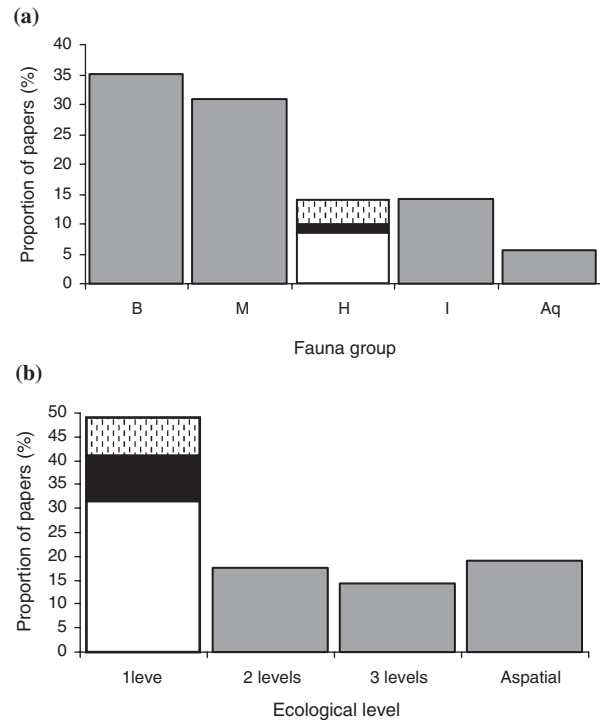 (a)
40
35
30
25
20
15
10
5
0
Proportion of papers (%)
B M H I Aq
Fauna group
(b)
50
45
40
35
30
25
20
15
10
5
0
Proportion of papers (%)
1leve 2 levels 3 levels Aspatial
Ecological level